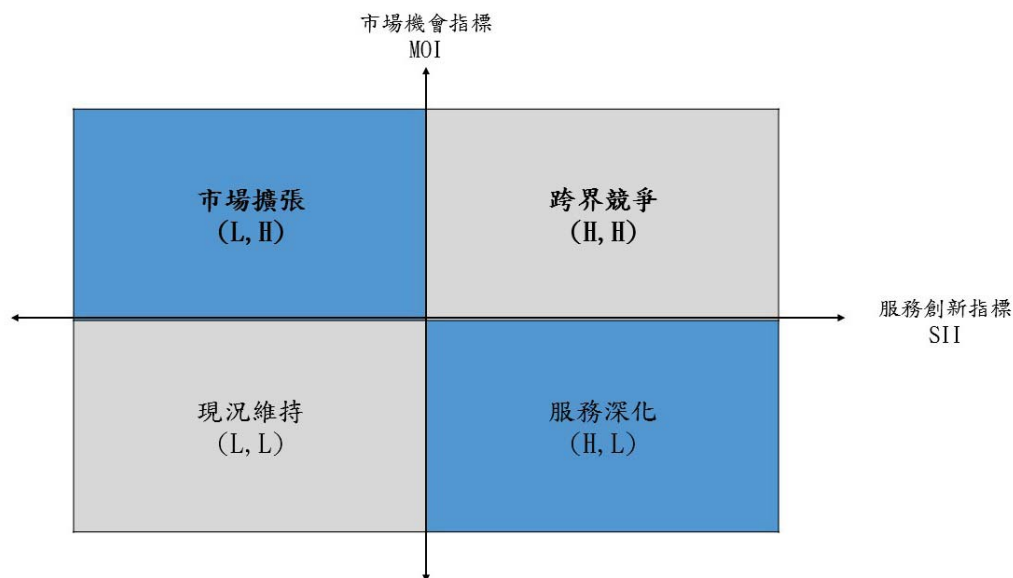 市場機會指標
MOI
市場擴張
(L,H)
跨界競爭
(H,H)
服務創新指標
SII
現況維持
(L,L)
服務深化
(H,L)